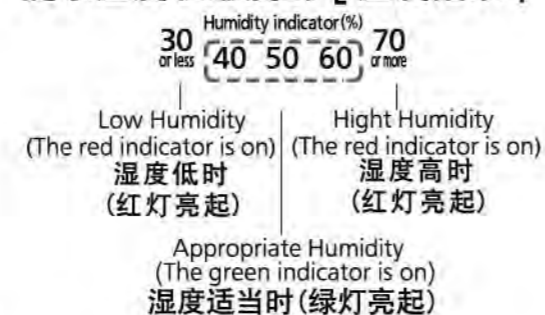 Humidity indicator(%)
30 or less 40 50 60 70 or more
Low Humidity
(The red indicator is on)
湿度低时
(红灯亮起)
Hight Humidity
(The red indicator is on)
湿度高时
(红灯亮起)
Appropriate Humidity
(The green indicator is on)
湿度适当时(绿灯亮起)